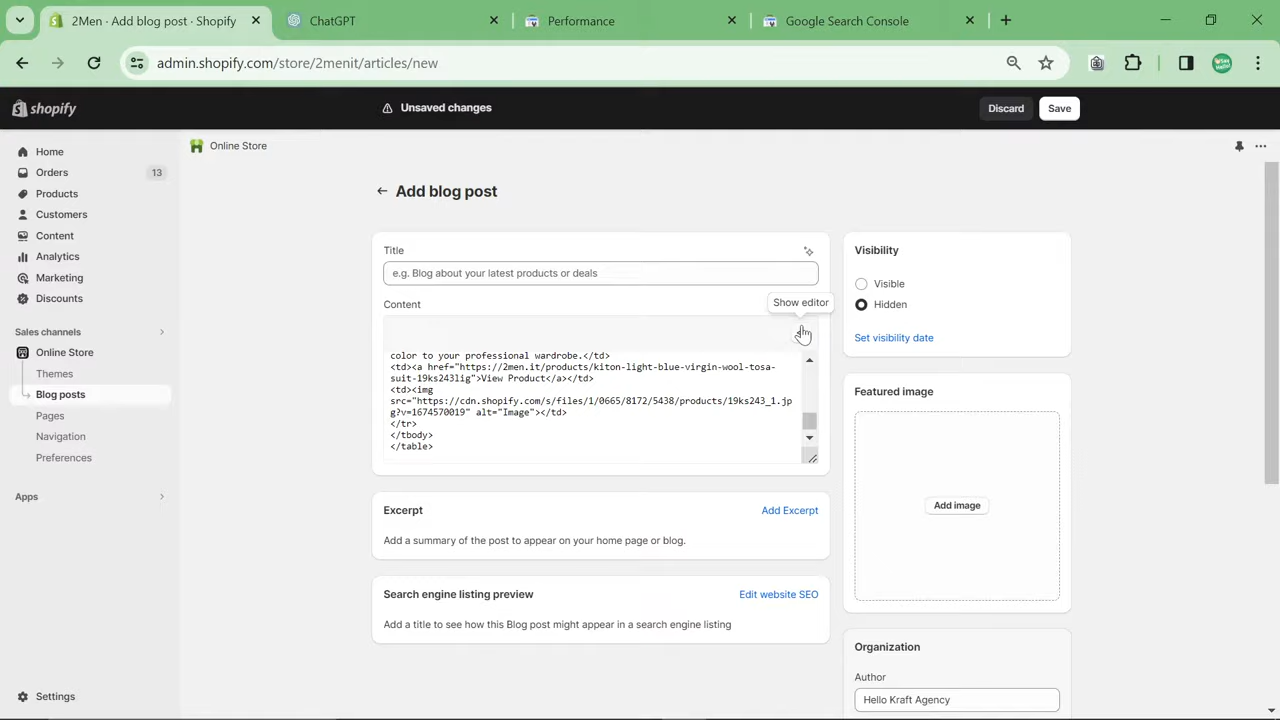 2Men · Add blog post · Shopify
ChatGPT
Performance
Google Search Console
admin.shopify.com/store/2menit/articles/new
shopify
Unsaved changes
Discard
Save
Home
Orders
13
Products
Customers
Content
Analytics
Marketing
Discounts
Sales channels
Online Store
Themes
Blog posts
Pages
Navigation
Preferences
Apps
Settings
Online Store
Add blog post
Title
e.g. Blog about your latest products or deals
Content
Show editor
color to your professional wardrobe.</td>
<td><a href="https://2men.it/products/kiton-light-blue-virgin-wool-tosa-
suit-19ks243lig">View Product</a></td>
<td><img
src="https://cdn.shopify.com/s/files/1/0665/8172/5438/products/19ks243_1.jp
g?v=1674570019" alt="Image"></td>
</tr>
</tbody>
</table>
Excerpt
Add Excerpt
Add a summary of the post to appear on your home page or blog.
Search engine listing preview
Edit website SEO
Add a title to see how this Blog post might appear in a search engine listing
Visibility
Visible
Hidden
Set visibility date
Featured image
Add image
Organization
Author
Hello Kraft Agency